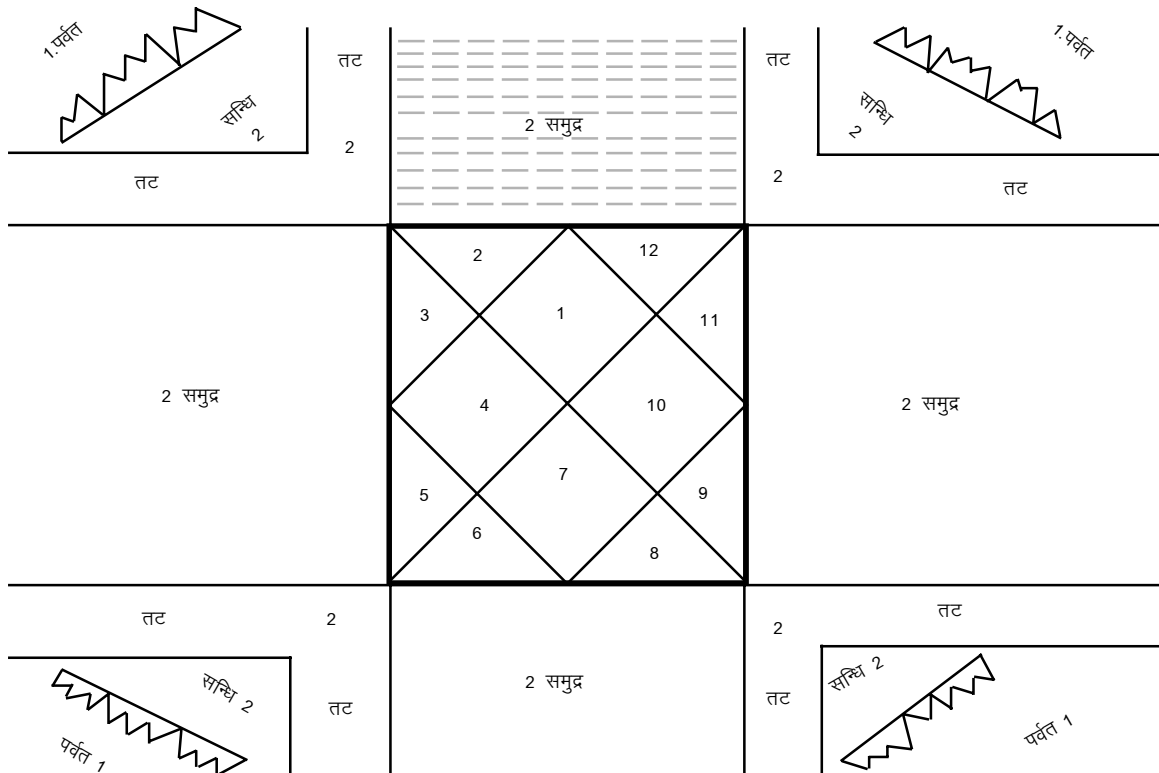 1.पर्वत
तट
तट
1.पर्वत
सन्धि
2
2 समुद्र
सन्धि
2
2
2
तट
तट
2
12
3
1
11
2 समुद्र
4
10
2 समुद्र
7
5
9
6
8
तट
2
2
तट
सन्धि 2
2 समुद्र
सन्धि 2
तट
तट
पर्वत 1
पर्वत 1